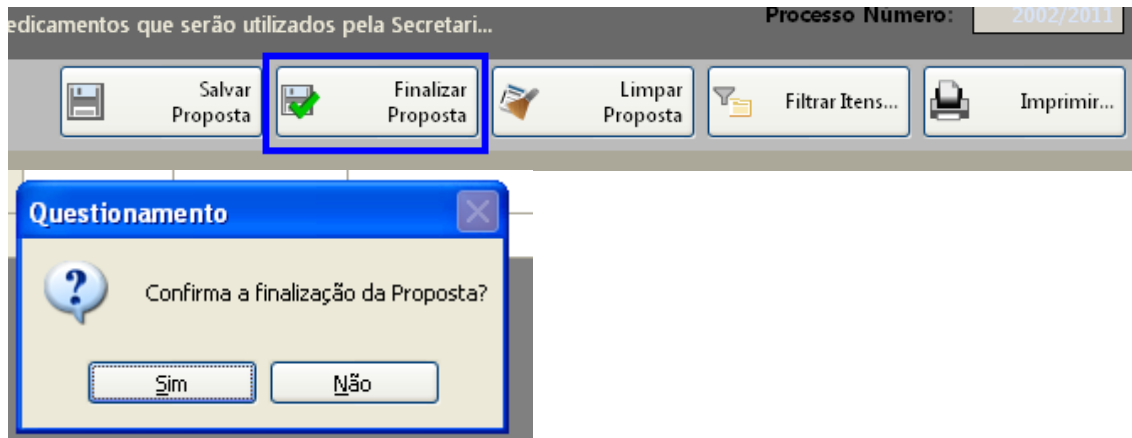 edicamentos que serão utilizados pela Secretari...
Processo Número: 2002/2011
Salvar
Proposta
Finalizar
Proposta
Limpar
Proposta
Filtrar Itens...
Imprimir...
Questionamento
Confirma a finalização da Proposta?
Sim
Não